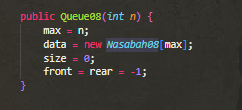 public Queue08(int n) {
max = n;
data = new Nasabah08[max];
size = 0;
front = rear = -1;
}